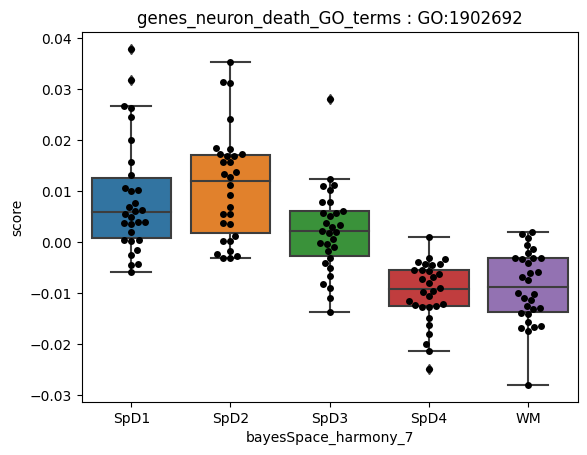 genes_neuron_death_GO_terms : GO:1902692
0.04
0.03
0.02
0.01
0.00
−0.01
−0.02
−0.03
score
SpD1 SpD2 SpD3 SpD4 WM
bayesSpace_harmony_7